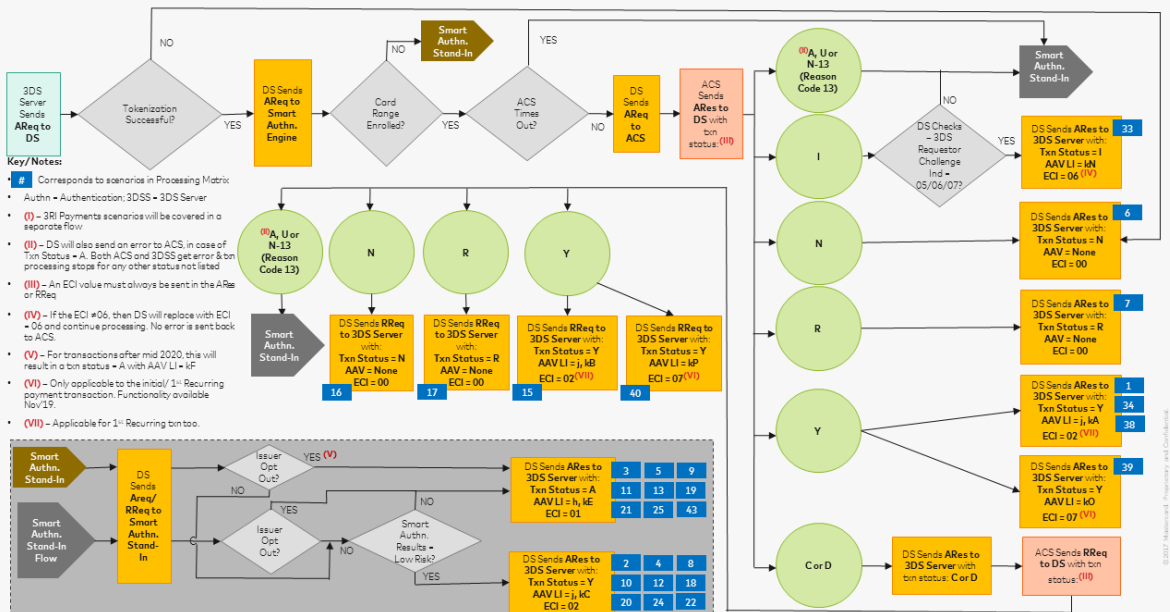 3DS
Server
Sends
AReq to
DS
Tokenization
Successful?
NO
YES
DS Sends
AReq to
Smart
Authn.
Engine
Card
Range
Enrolled?
NO
YES
Smart
Authn.
Stand-In
ACS
Times
Out?
YES
NO
DS
Sends
AReq
to
ACS
ACS
Sends
ARes to
DS with
txn
status:(III)
(II)A, U or
N-13
(Reason
Code 13)
Smart
Authn.
Stand-In
NO
I
DS Checks
– 3DS
Requestor
Challenge
Ind =
05/06/07?
YES
DS Sends ARes to
3DS Server with:
Txn Status = I
AAV LI = kN
ECI = 06 (IV)
33
N
DS Sends ARes to
3DS Server with:
Txn Status = N
AAV = None
ECI = 00
6
R
DS Sends ARes to
3DS Server with:
Txn Status = R
AAV = None
ECI = 00
7
Y
DS Sends ARes to
3DS Server with:
Txn Status = Y
AAV LI = j, kA
ECI = 02 (VII)
1
34
38
DS Sends ARes to
3DS Server with:
Txn Status = Y
AAV LI = kO
ECI = 07 (VI)
39
C or D
DS Sends ARes to
3DS Server with
txn status: C or D
ACS Sends RReq
to DS with txn
status:(III)
Key/Notes:
• # Corresponds to scenarios in Processing Matrix
• Authn = Authentication; 3DSS = 3DS Server
• (I) – 3RI Payments scenarios will be covered in a
separate flow
• (II) – DS will also send an error to ACS, in case of
Txn Status = A. Both ACS and 3DSS get error & txn
processing stops for any other status not listed
• (III) – An ECI value must always be sent in the ARes
or RReq
• (IV) – If the ECI ≠06, then DS will replace with ECI
= 06 and continue processing. No error is sent back
to ACS.
• (V) – For transactions after mid 2020, this will
result in a txn status = A with AAV LI = kF
• (VI) – Only applicable to the initial/ 1st Recurring
payment transaction. Functionality available
Nov'19.
• (VII) – Applicable for 1st Recurring txn too.
(II)A, U or
N-13
(Reason
Code 13)
N
R
Y
Smart
Authn.
Stand-In
DS Sends RReq
to 3DS Server
with:
Txn Status = N
AAV = None
ECI = 00
16
DS Sends RReq
to 3DS Server
with:
Txn Status = R
AAV = None
ECI = 00
17
DS Sends RReq to
3DS Server with:
Txn Status = Y
AAV LI = j, kB
ECI = 02(VII)
15
DS Sends RReq to
3DS Server with:
Txn Status = Y
AAV LI = kP
ECI = 07(VI)
40
Smart
Authn.
Stand-In
Smart
Authn.
Stand-In
Flow
DS
Sends
Areq/
RReq to
Smart
Authn.
Stand-
In
Issuer
Opt
Out?
YES (V)
NO
YES
Issuer
Opt
Out?
NO
Smart
Authn.
Results =
Low Risk?
NO
YES
DS Sends ARes to
3DS Server with:
Txn Status = A
AAV LI = h, kE
ECI = 01
3 5 9
11 13 19
21 25 43
DS Sends ARes to
3DS Server with:
Txn Status = Y
AAV LI = j, kC
ECI = 02
2 4 8
10 12 18
20 24 22
©2017 Mastercard. Proprietary and Confidential.